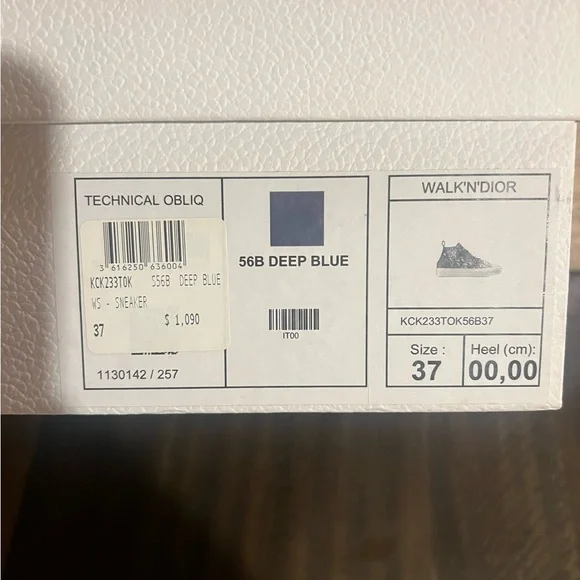 TECHNICAL OBLIQ
3 616250 636004
KCK233TOK S56B DEEP BLUE
WS - SNEAKER
37 $ 1,090
1130142 / 257
56B DEEP BLUE
IT00
WALK'N'DIOR
KCK233TOK56B37
Size :
37
Heel (cm):
00,00